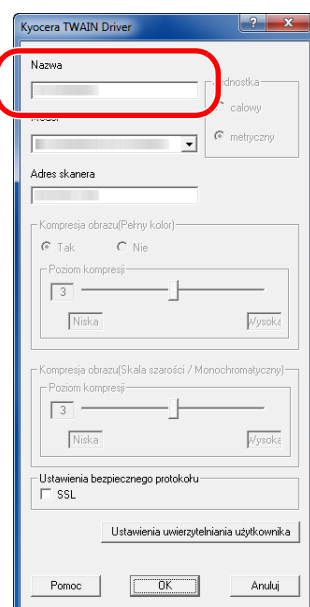 Kyocera TWAIN Driver
Nazwa
Jednostka
calowy
Model
metryczny
Adres skanera
Kompresja obrazu(Pełny kolor)
Tak Nie
Poziom kompresji
3
Niska Wysoka
Kompresja obrazu(Skala szarości / Monochromatyczny)
Poziom kompresji
3
Niska Wysoka
Ustawienia bezpiecznego protokołu
SSL
Ustawienia uwierzytelniania użytkownika
Pomoc OK Anuluj